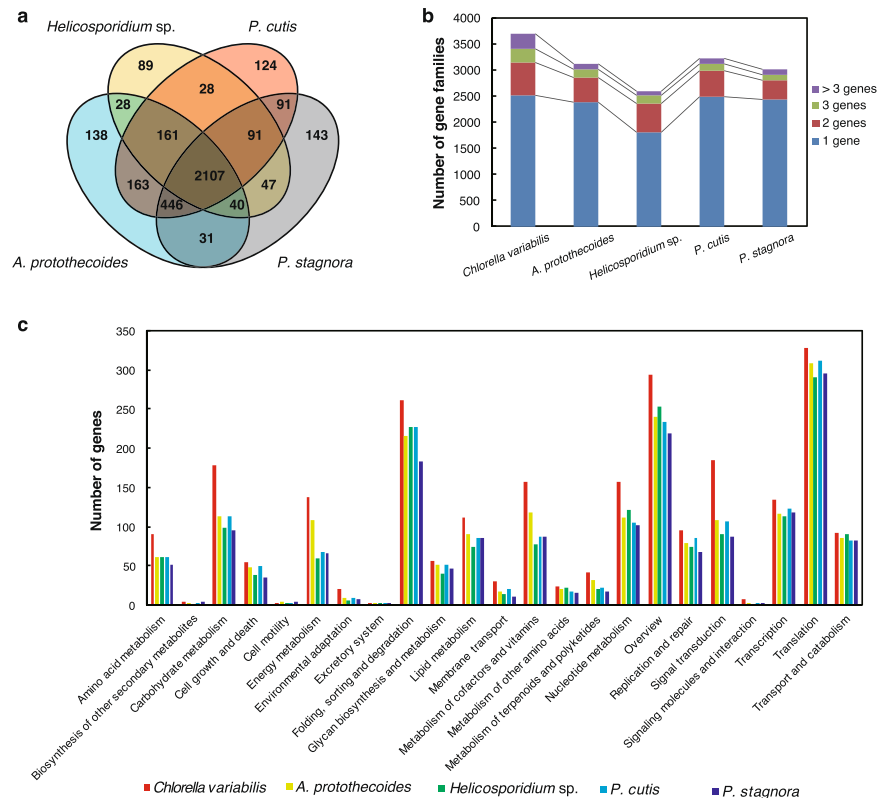 a
Helicosporidium sp.
P. cutis
89
124
28
28
91
138
161
91
143
2107
163
47
446
40
31
A. protothecoides
P. stagnora
b
Number of gene families
4000
3500
3000
2500
2000
1500
1000
500
0
Chlorella variabilis
A. protothecoides
Helicosporidium sp.
P. cutis
P. stagnora
> 3 genes
3 genes
2 genes
1 gene
c
Number of genes
350
300
250
200
150
100
50
0
Amino acid metabolism
Biosynthesis of other secondary metabolites
Carbohydrate metabolism
Cell growth and death
Cell motility
Energy metabolism
Environmental adaptation
Excretory system
Folding, sorting and degradation
Glycan biosynthesis and metabolism
Lipid metabolism
Membrane transport
Metabolism of cofactors and vitamins
Metabolism of other amino acids
Metabolism of terpenoids and polyketides
Nucleotide metabolism
Overview
Replication and repair
Signal transduction
Signaling molecules and interaction
Transcription
Translation
Transport and catabolism
Chlorella variabilis
A. protothecoides
Helicosporidium sp.
P. cutis
P. stagnora